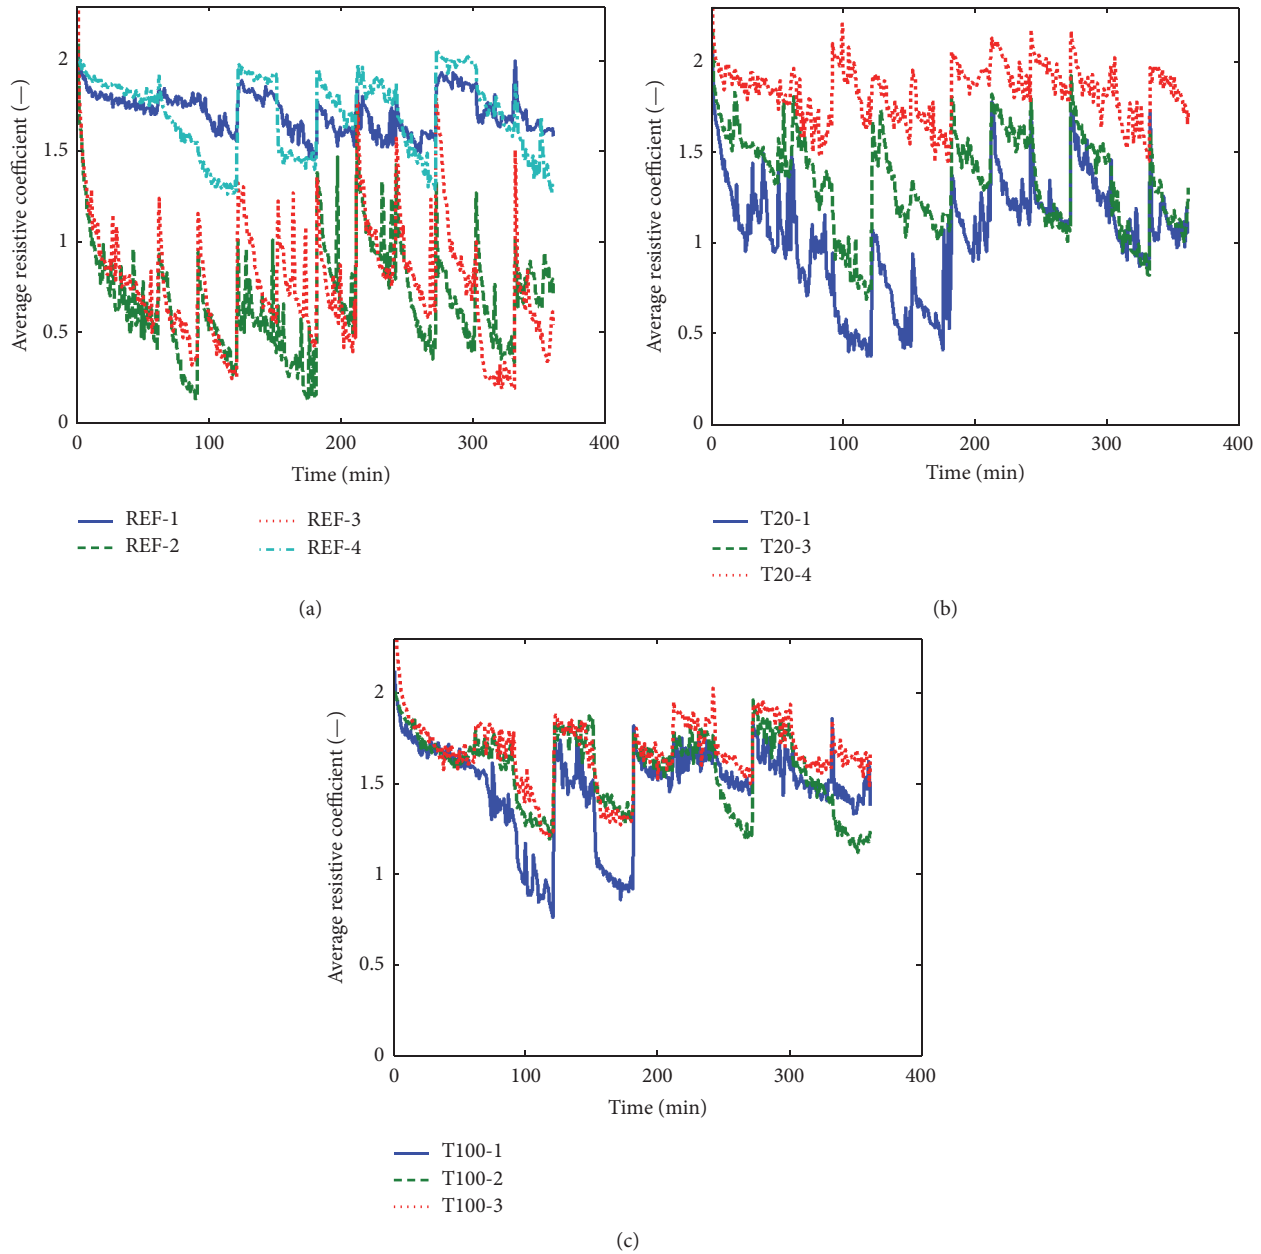 Average resistive coefficient (—)
2
1.5
1
0.5
0
0 100 200 300 400
Time (min)
REF-1 REF-3
REF-2 REF-4
(a)
Average resistive coefficient (—)
2
1.5
1
0.5
0
0 100 200 300 400
Time (min)
T20-1
T20-3
T20-4
(b)
Average resistive coefficient (—)
2
1.5
1
0.5
0
0 100 200 300 400
Time (min)
T100-1
T100-2
T100-3
(c)